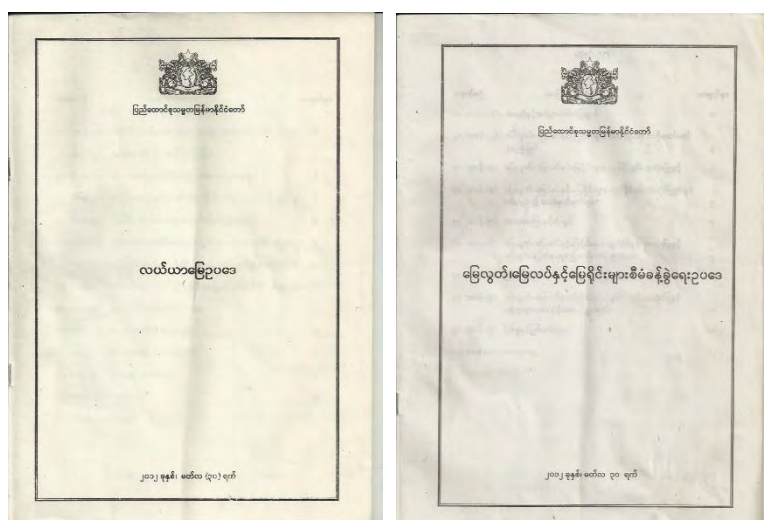 ပြည်ထောင်စုသမ္မတမြန်မာနိုင်ငံတော်
လယ်ယာမြေဥပဒေ
၂၀၁၂ ခုနှစ်၊ မတ်လ (၃၀) ရက်
ပြည်ထောင်စုသမ္မတမြန်မာနိုင်ငံတော်
မြေလွတ်၊မြေလပ်နှင့်မြေရိုင်းများစီမံခန့်ခွဲရေးဥပဒေ
၂၀၁၂ ခုနှစ်၊ မတ်လ ၃၀ ရက်